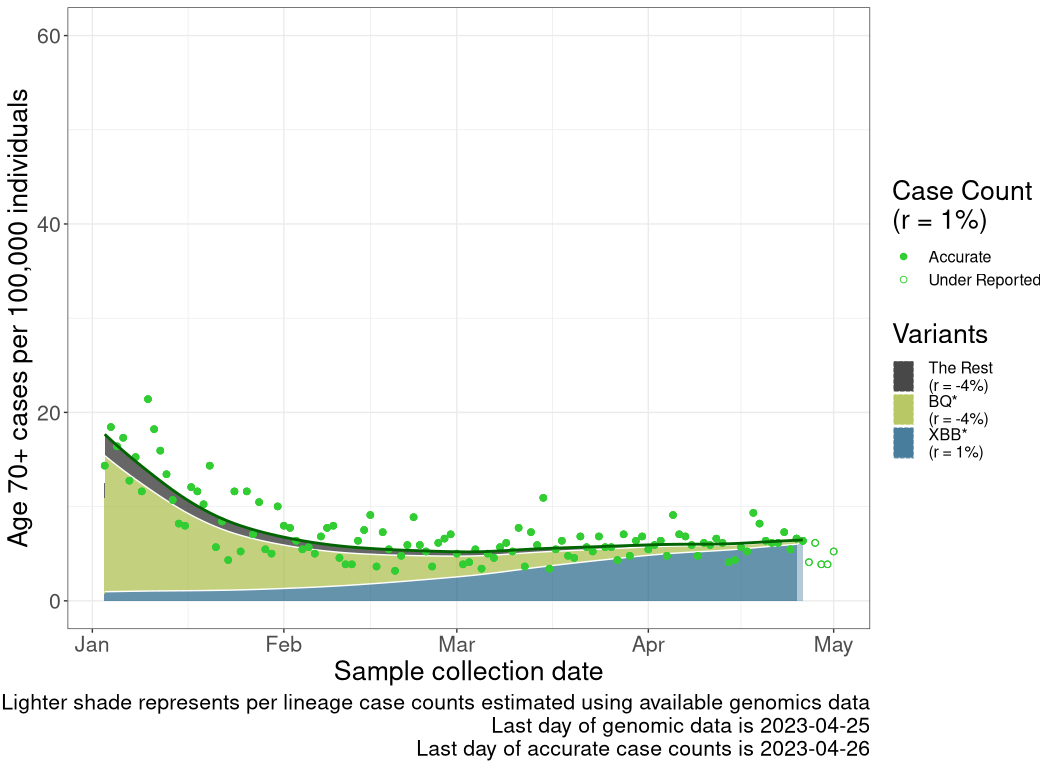 Age 70+ cases per 100,000 individuals
60
40
20
0
Jan Feb Mar Apr May
Sample collection date
Case Count
(r = 1%)
Accurate
Under Reported
Variants
The Rest
(r = -4%)
BQ*
(r = -4%)
XBB*
(r = 1%)
Lighter shade represents per lineage case counts estimated using available genomics data
Last day of genomic data is 2023-04-25
Last day of accurate case counts is 2023-04-26